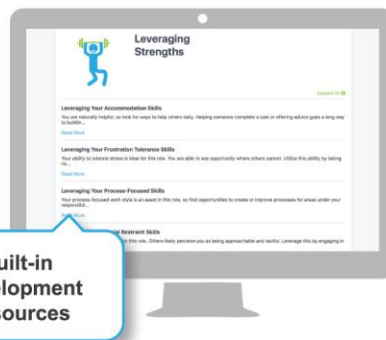 Leveraging
Strengths
Expand All
Leveraging Your Accommodation Skills
You are naturally helpful, so look for ways to help others daily. Helping someone complete a task or offering advice goes a long way
to buildin...
Read More
Leveraging Your Frustration Tolerance Skills
Your ability to tolerate stress is ideal for this role. You are able to see opportunity where others cannot. Utilize this ability by being
Read More
Leveraging Your Process-Focused Skills
Your process-focused work style is an asset in this role, so find opportunities to create or improve processes for areas under your
responsibil...
More
Restraint Skills
this role. Others likely perceive you as being approachable and tactful. Leverage this by engaging in
uilt-in
elopment
sources